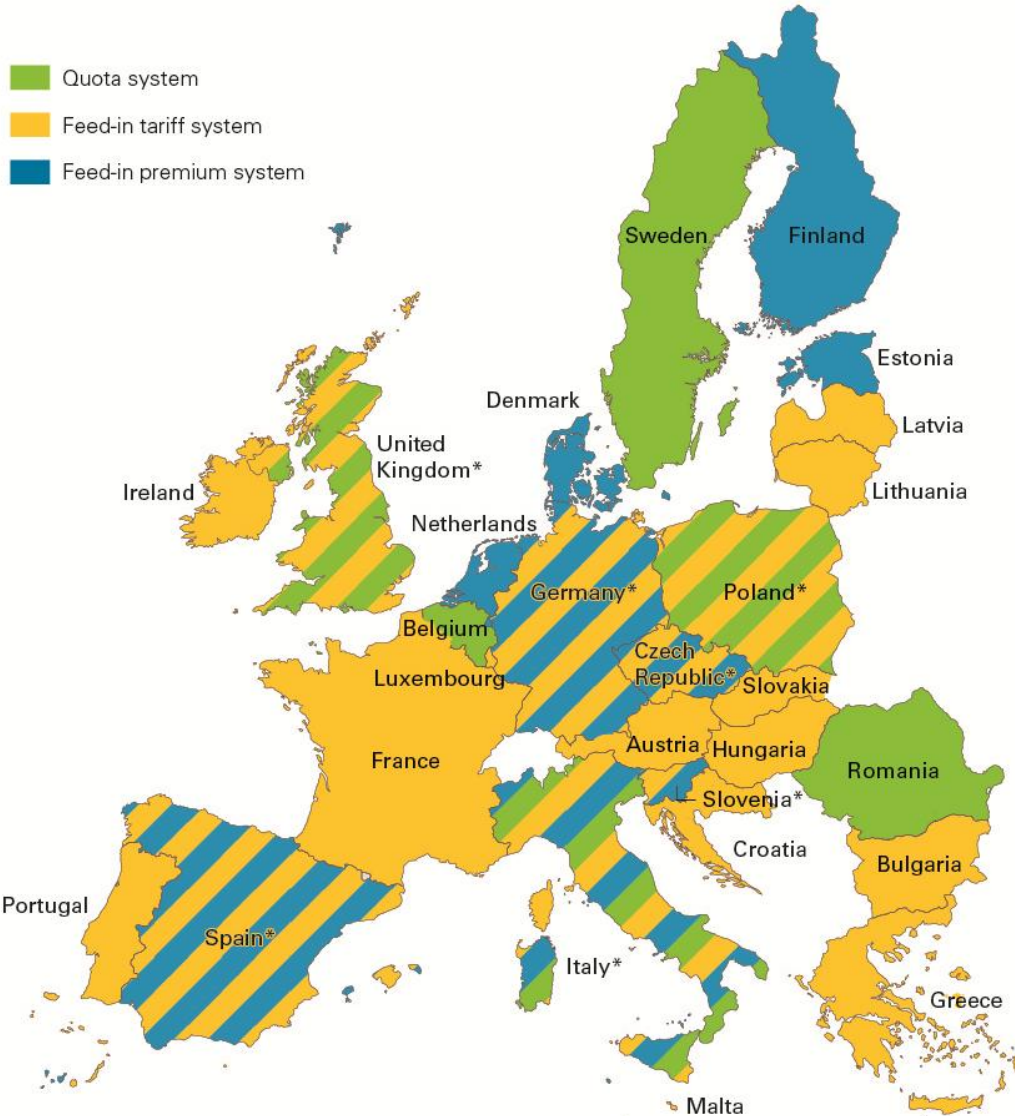 Quota system
Feed-in tariff system
Feed-in premium system
Sweden
Finland
Estonia
Denmark
Latvia
United
Kingdom*
Ireland
Lithuania
Netherlands
Germany*
Poland*
Belgium
Czech
Republic*
Luxembourg
Slovakia
Austria
Hungaria
France
Romania
Slovenia*
Croatia
Bulgaria
Portugal
Spain*
Italy*
Greece
Malta